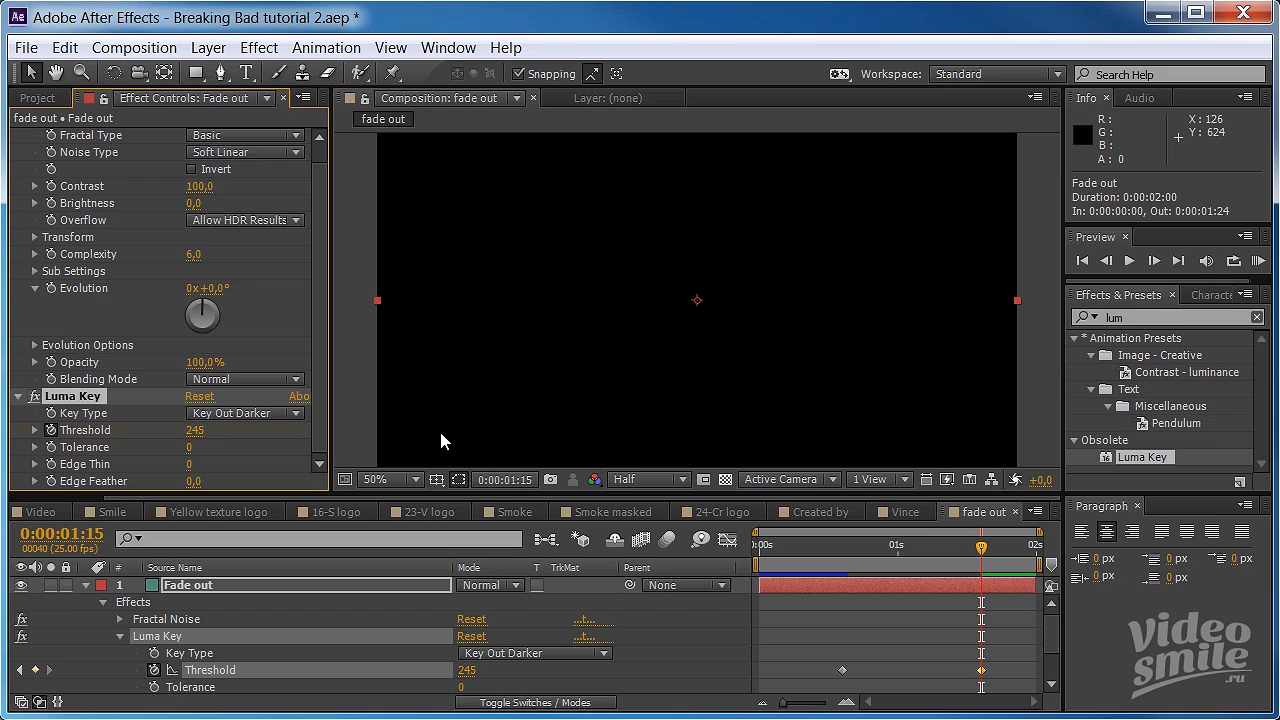 Adobe After Effects - Breaking Bad tutorial 2.aep *
File Edit Composition Layer Effect Animation View Window Help
Snapping Workspace: Standard Search Help
Project Effect Controls: Fade out
fade out • Fade out
Fractal Type Basic
Noise Type Soft Linear
Invert
Contrast 100,0
Brightness 0,0
Overflow Allow HDR Results
Transform
Complexity 6,0
Sub Settings
Evolution 0x+0,0°
Evolution Options
Opacity 100,0%
Blending Mode Normal
fx Luma Key Reset Abo
Key Type Key Out Darker
Threshold 245
Tolerance 0
Edge Thin 0
Edge Feather 0,0
Composition: fade out Layer: (none)
fade out
50% 0:00:01:15 Half Active Camera 1 View +0,0
Info Audio
R : X : 126
G : Y : 624
B :
A : 0
Fade out
Duration: 0:00:02:00
In: 0:00:00:00, Out: 0:00:01:24
Preview
Effects & Presets Characte
lum
* Animation Presets
Image - Creative
Contrast - luminance
Text
Miscellaneous
Pendulum
Obsolete
16 Luma Key
Paragraph
0 px 0 px 0 px
0 px 0 px
Video Smile Yellow texture logo 16-S logo 23-V logo Smoke Smoke masked 24-Cr logo Created by Vince fade out
0:00:01:15
00040 (25.00 fps)
:00s 01s 02s
# Source Name Mode T TrkMat Parent
1 Fade out Normal None
Effects
fx Fractal Noise Reset ...t...
fx Luma Key Reset ...t...
Key Type Key Out Darker
Threshold 245
Tolerance 0
Toggle Switches / Modes
video
smile
.ru